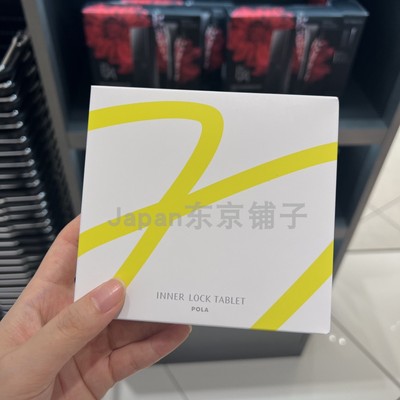 Japan东京铺子
INNER LOCK TABLET
POLA